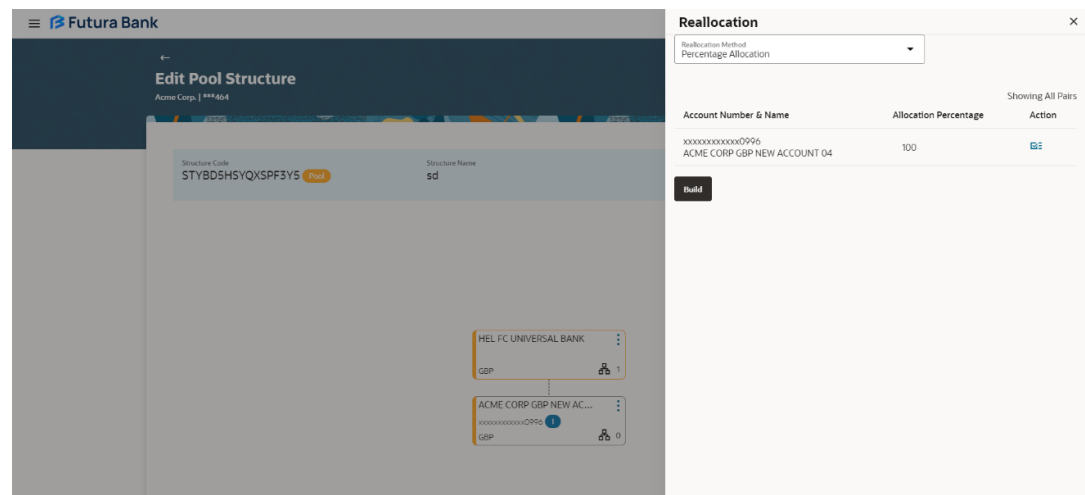 Futura Bank
Edit Pool Structure
Acme Corp. | ***464
Structure Code
STYBD5HSYQXSPF3Y5 Pool
Structure Name
sd
HEL FC UNIVERSAL BANK
GBP 1
ACME CORP GBP NEW AC...
xxxxxxxxxxxx0996 1
GBP 0
Reallocation
Reallocation Method
Percentage Allocation
Showing All Pairs
Account Number & Name Allocation Percentage Action
xxxxxxxxxxxx0996
ACME CORP GBP NEW ACCOUNT 04 100
Build